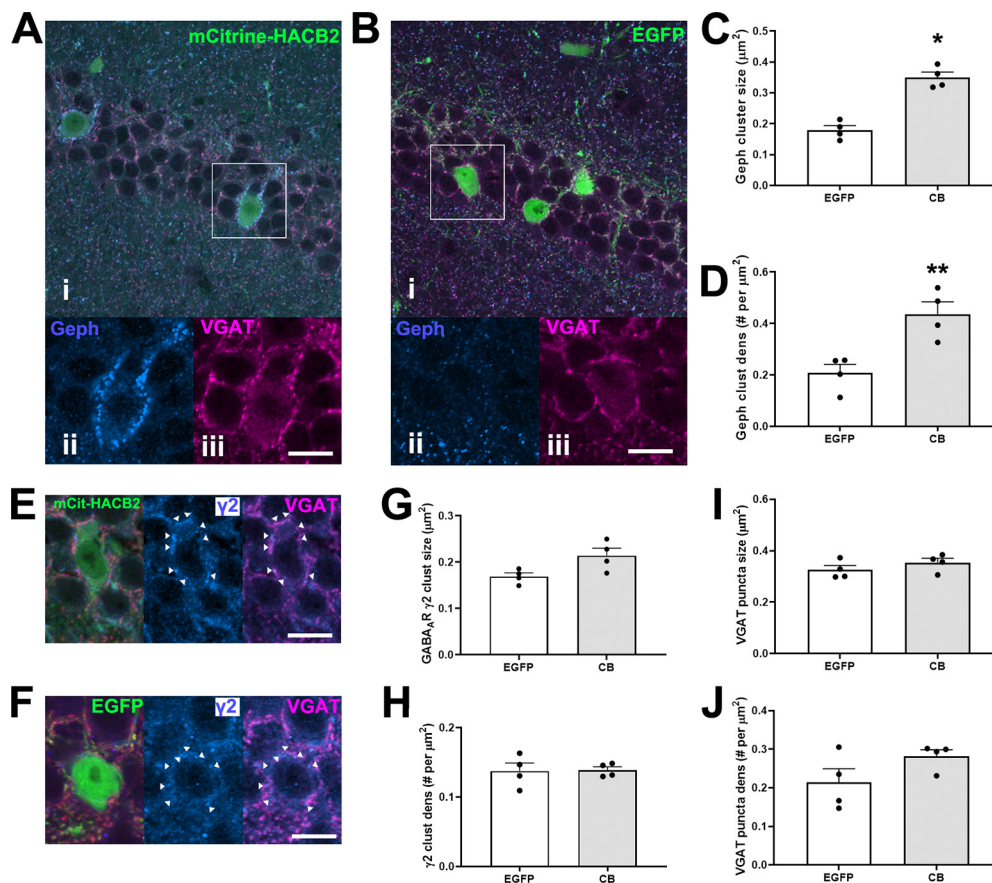 A
mCitrine-HACB2
i
Geph
ii
VGAT
iii
B
EGFP
i
Geph
ii
VGAT
iii
C
Geph cluster size (μm²)
0.5
0.4
0.3
0.2
0.1
0.0
*
EGFP
CB
D
Geph clust dens (# per μm²)
0.6
0.4
0.2
0.0
**
EGFP
CB
E
mCit-HACB2
γ2
VGAT
F
EGFP
γ2
VGAT
G
GABAAR γ2 clust size (μm²)
0.3
0.2
0.1
0.0
EGFP
CB
H
γ2 clust dens (# per μm²)
0.2
0.1
0.0
EGFP
CB
I
VGAT puncta size (μm²)
0.6
0.4
0.2
0.0
EGFP
CB
J
VGAT puncta dens (# per μm²)
0.4
0.3
0.2
0.1
0.0
EGFP
CB